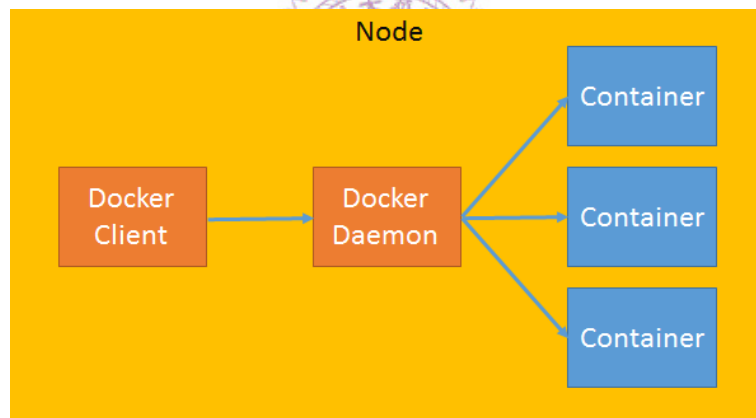 Node
Docker
Client
Docker
Daemon
Container
Container
Container